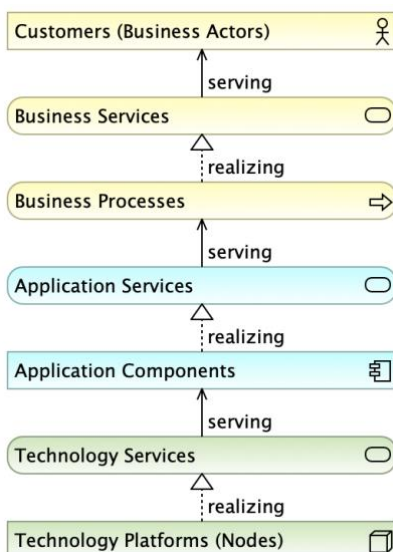 Customers (Business Actors)
serving
Business Services
realizing
Business Processes
serving
Application Services
realizing
Application Components
serving
Technology Services
realizing
Technology Platforms (Nodes)